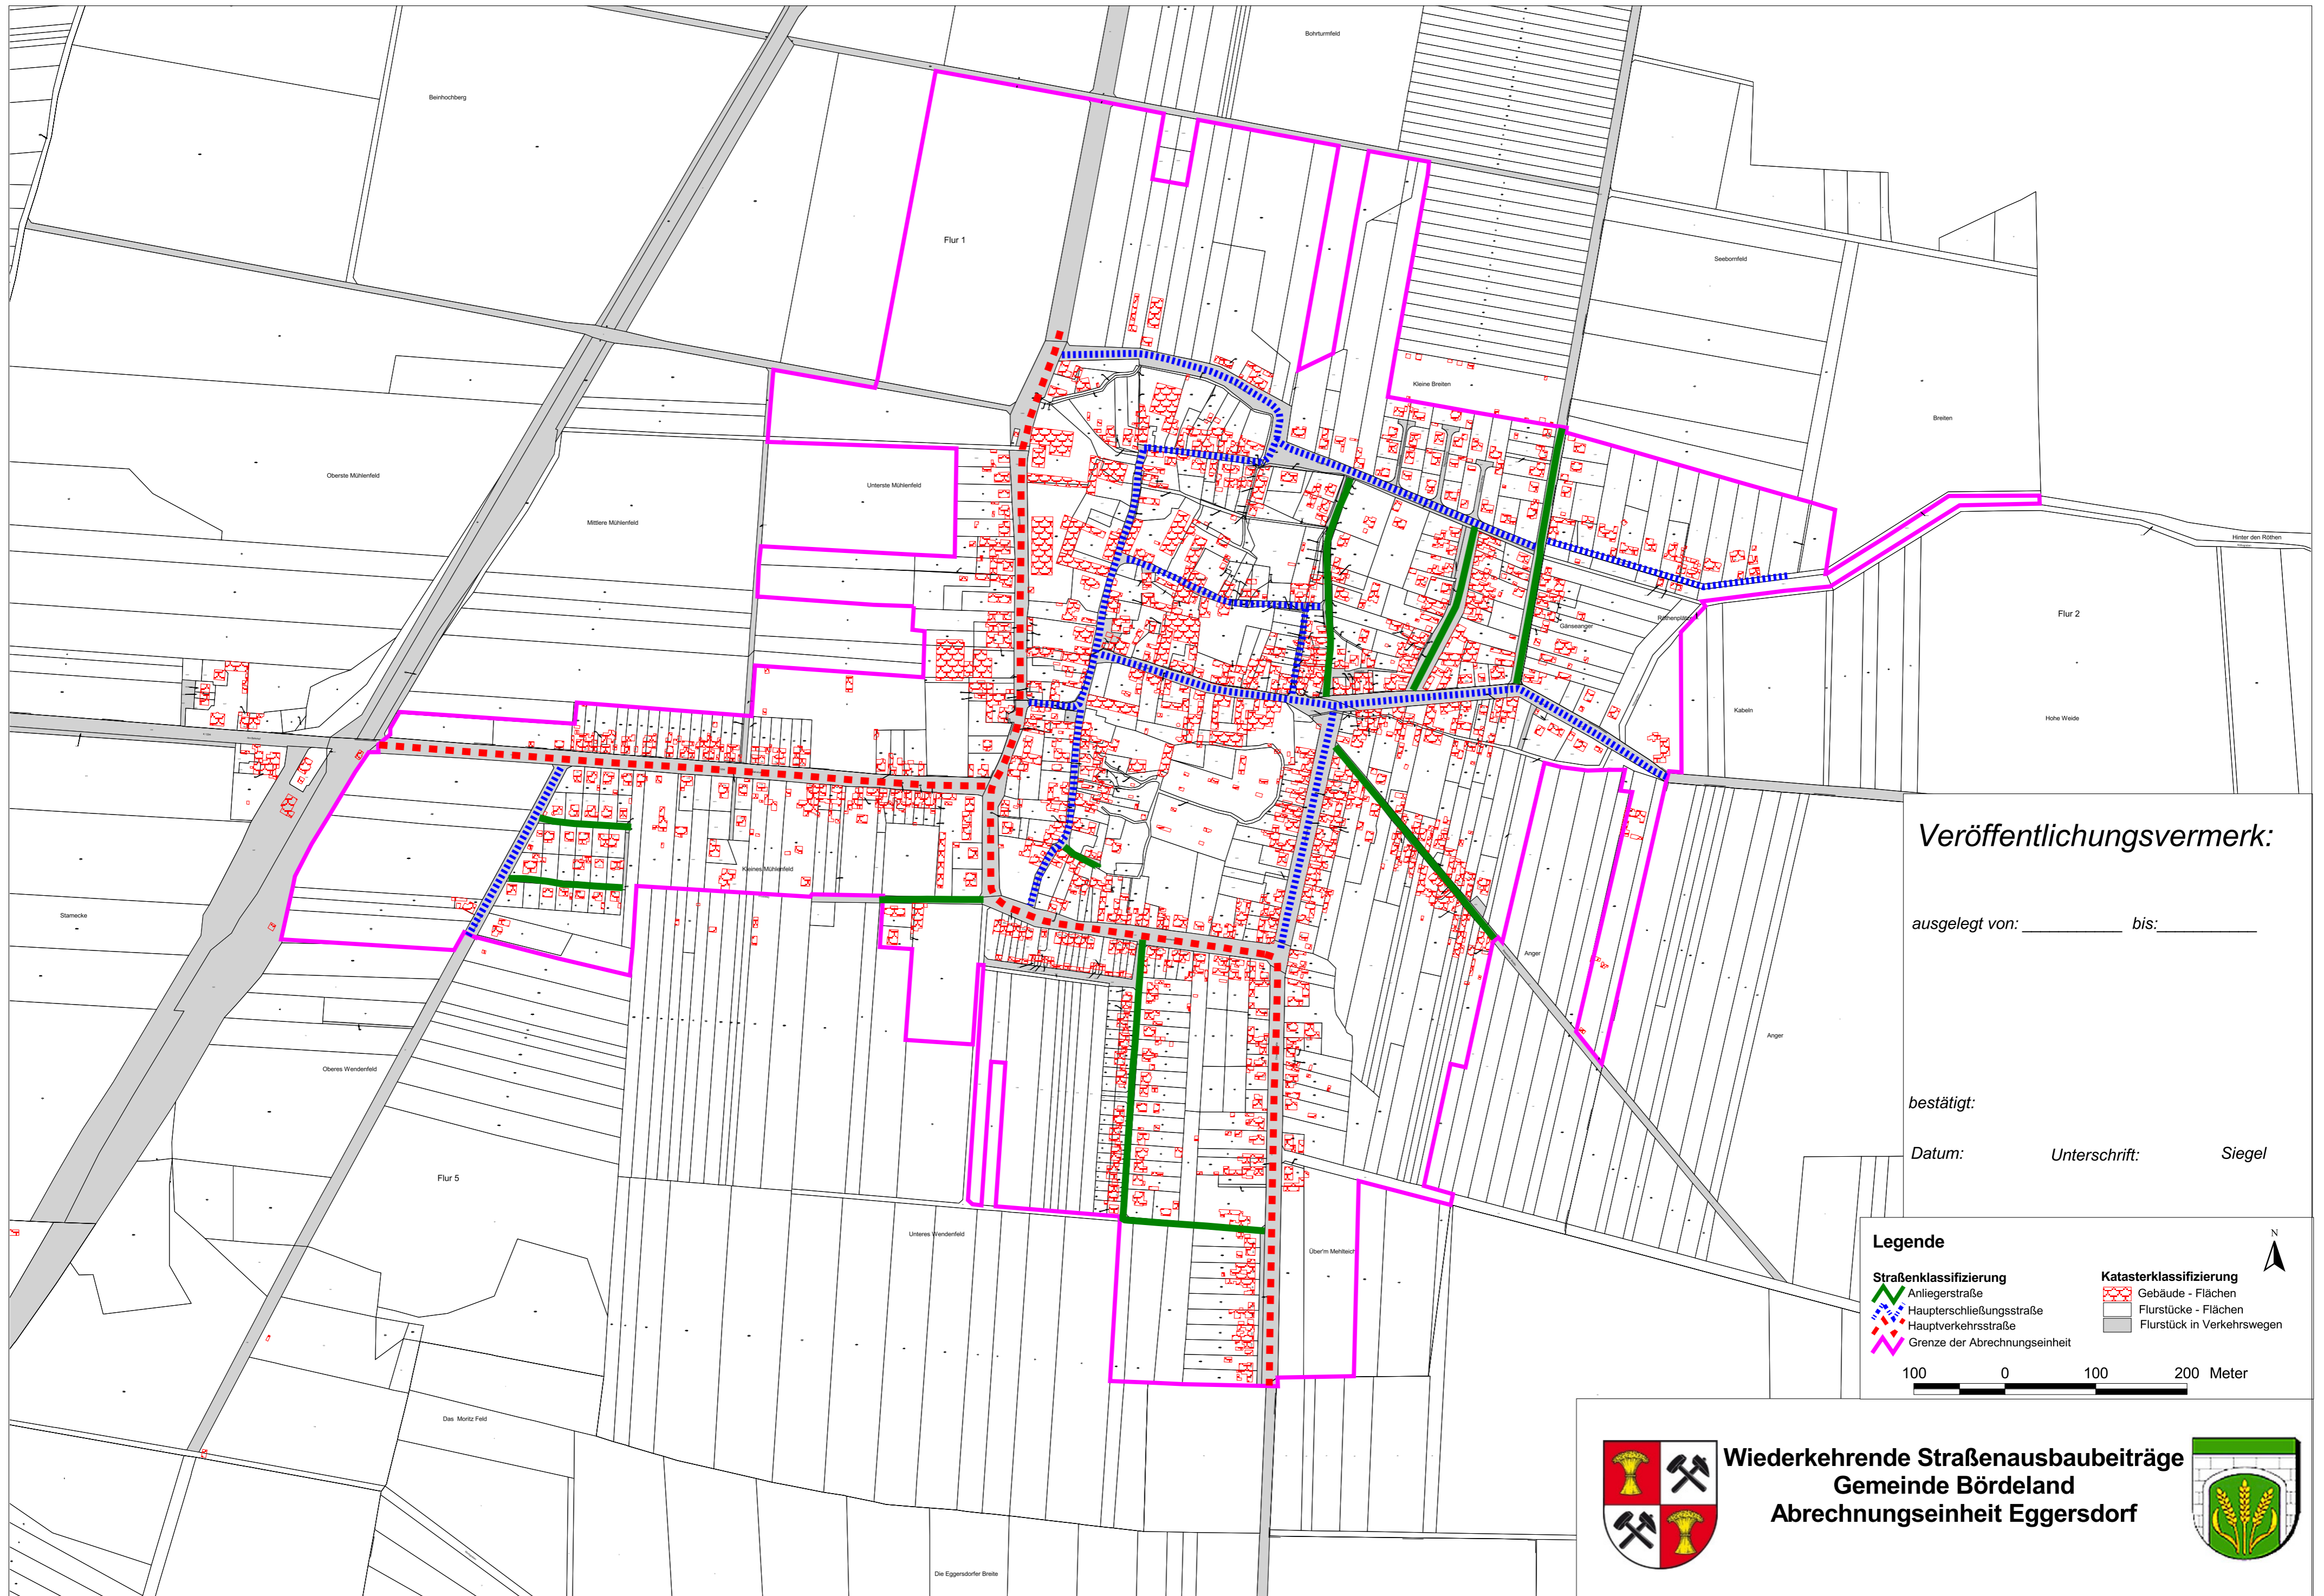 Bohrturmfeld
Beinhochberg
Flur 1
Seebornfeld
Kleine Breiten
Breiten
Oberste Mühlenfeld
Unterste Mühlenfeld
Mittlere Mühlenfeld
Hinter den Röthen
Flur 2
Gänseanger
Röthenplätze
Kabeln
Hohe Weide
Kleines Mühlenfeld
Stamecke
Anger
Anger
Oberes Wendenfeld
Flur 5
Unteres Wendenfeld
Über'm Mehlteich
Das Moritz Feld
Die Eggersdorfer Breite
Veröffentlichungsvermerk:
ausgelegt von: ____________ bis:____________
bestätigt:
Datum: Unterschrift: Siegel
Legende
N
Straßenklassifizierung
Anliegerstraße
Haupterschließungsstraße
Hauptverkehrsstraße
Grenze der Abrechnungseinheit
Katasterklassifizierung
Gebäude - Flächen
Flurstücke - Flächen
Flurstück in Verkehrswegen
100 0 100 200 Meter
Wiederkehrende Straßenausbaubeiträge
Gemeinde Bördeland
Abrechnungseinheit Eggersdorf